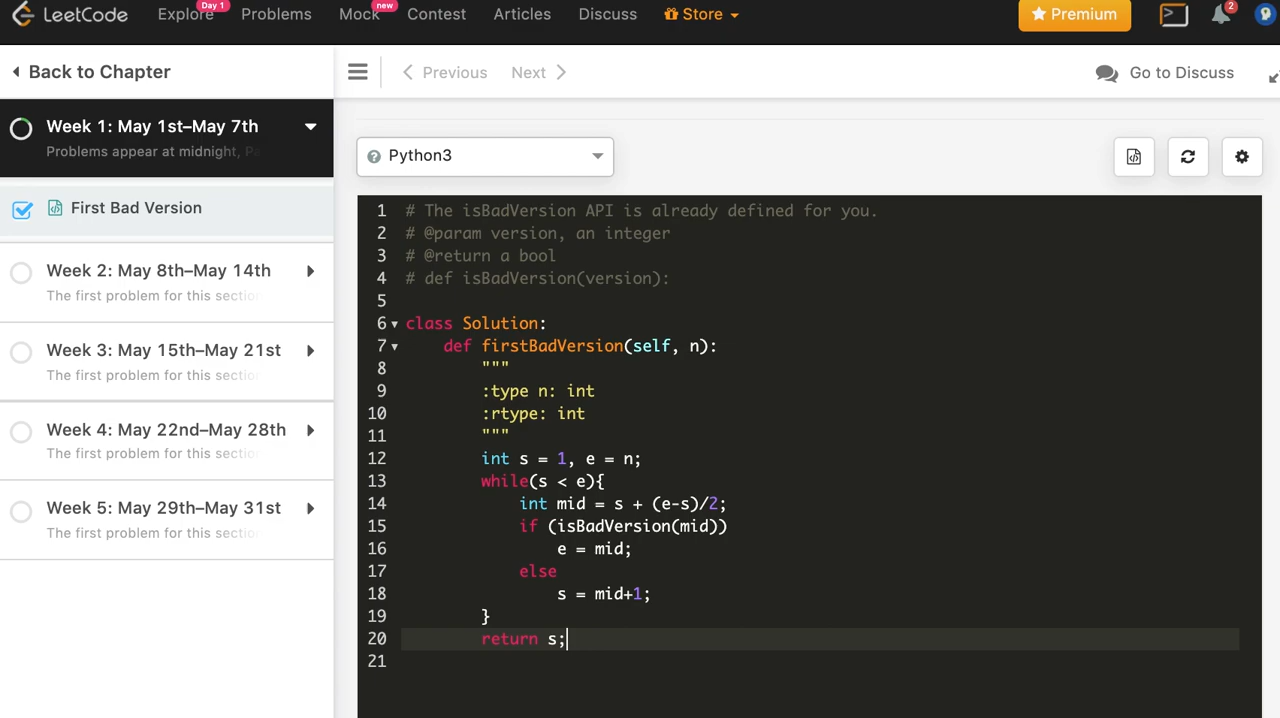 LeetCode
Explore
Day 1
Problems
Mock
new
Contest
Articles
Discuss
Store
Premium
2
Back to Chapter
Previous
Next
Go to Discuss
Week 1: May 1st–May 7th
Problems appear at midnight,
First Bad Version
Week 2: May 8th–May 14th
The first problem for this
Week 3: May 15th–May 21st
The first problem for this
Week 4: May 22nd–May 28th
The first problem for this
Week 5: May 29th–May 31st
The first problem for this
Python3
1 # The isBadVersion API is already defined for you.
2 # @param version, an integer
3 # @return a bool
4 # def isBadVersion(version):
5
6 class Solution:
7     def firstBadVersion(self, n):
8         """
9         :type n: int
10         :rtype: int
11         """
12         int s = 1, e = n;
13         while(s < e){
14             int mid = s + (e-s)/2;
15             if (isBadVersion(mid))
16                 e = mid;
17             else
18                 s = mid+1;
19         }
20         return s;
21